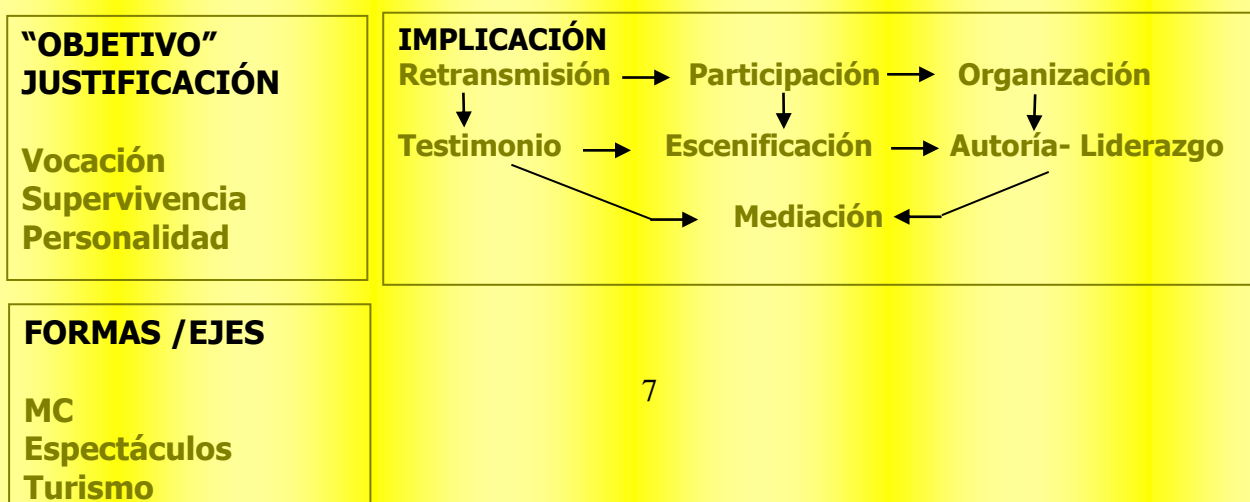 “OBJETIVO”
JUSTIFICACIÓN
Vocación
Supervivencia
Personalidad
IMPLICACIÓN
Retransmisión Participación Organización
Testimonio Escenificación Autoría- Liderazgo
Mediación
FORMAS /EJES
MC
Espectáculos
Turismo
7